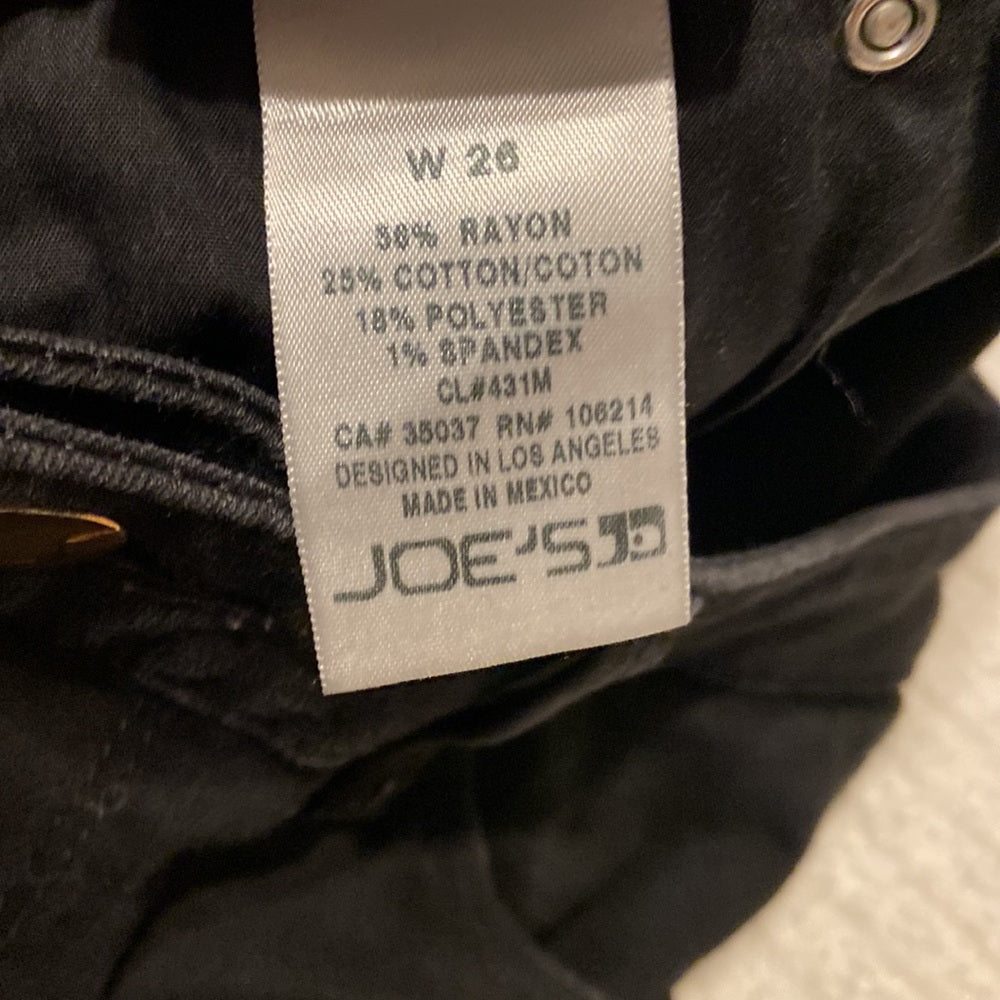 W 26
56% RAYON
25% COTTON/COTON
18% POLYESTER
1% SPANDEX
CL#431M
CA# 35037 RN# 106214
DESIGNED IN LOS ANGELES
MADE IN MEXICO
JOE'S